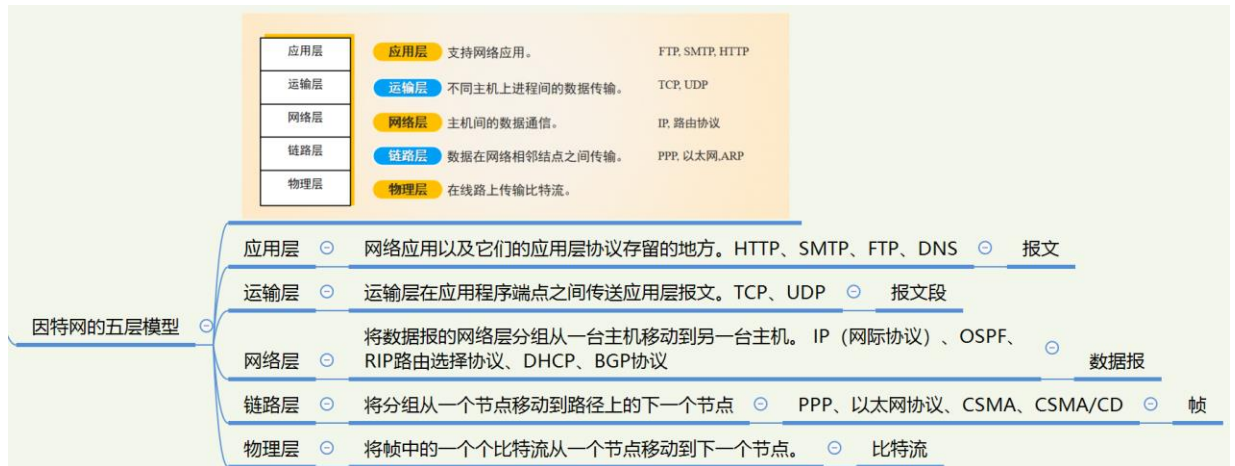 应用层 应用层 支持网络应用。 FTP, SMTP, HTTP
运输层 运输层 不同主机上进程间的数据传输。 TCP, UDP
网络层 网络层 主机间的数据通信。 IP, 路由协议
链路层 链路层 数据在网络相邻结点之间传输。 PPP, 以太网,ARP
物理层 物理层 在线路上传输比特流。
因特网的五层模型
应用层 网络应用以及它们的应用层协议存留的地方。HTTP、SMTP、FTP、DNS 报文
运输层 运输层在应用程序端点之间传送应用层报文。TCP、UDP 报文段
网络层 将数据报的网络层分组从一台主机移动到另一台主机。 IP（网际协议）、OSPF、
RIP路由选择协议、DHCP、BGP协议 数据报
链路层 将分组从一个节点移动到路径上的下一个节点 PPP、以太网协议、CSMA、CSMA/CD 帧
物理层 将帧中的一个个比特流从一个节点移动到下一个节点。 比特流